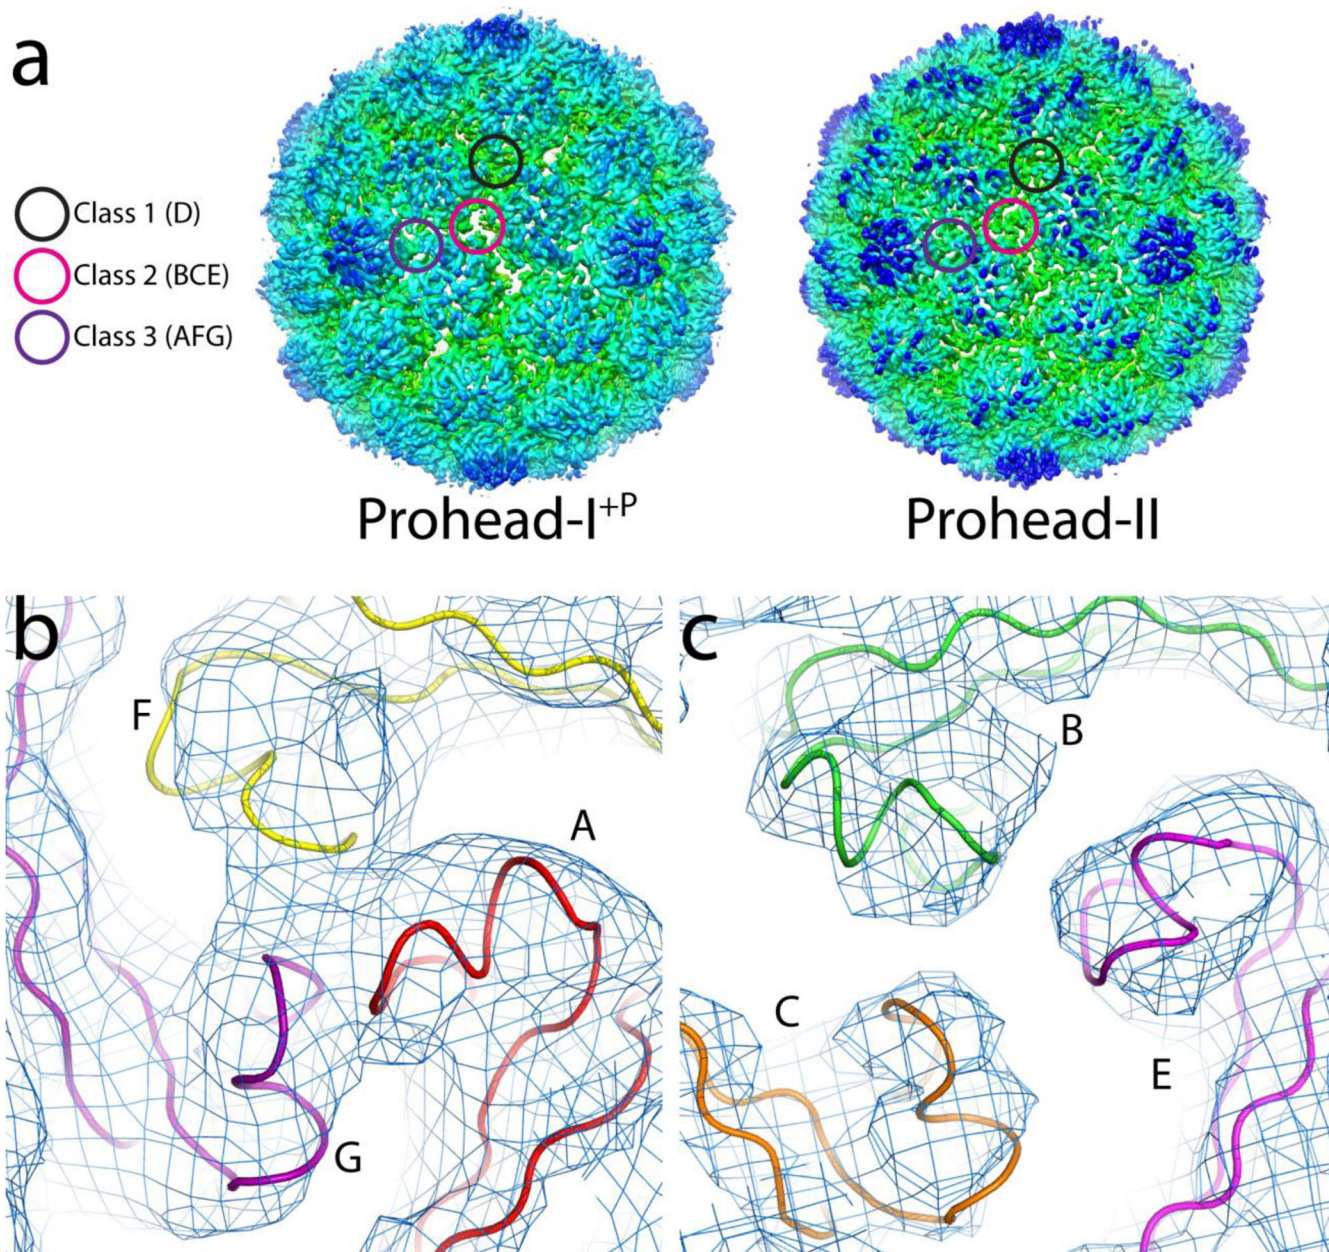 a
Class 1 (D)
Class 2 (BCE)
Class 3 (AFG)
Prohead-I+P
Prohead-II
b
F
A
G
c
B
C
E